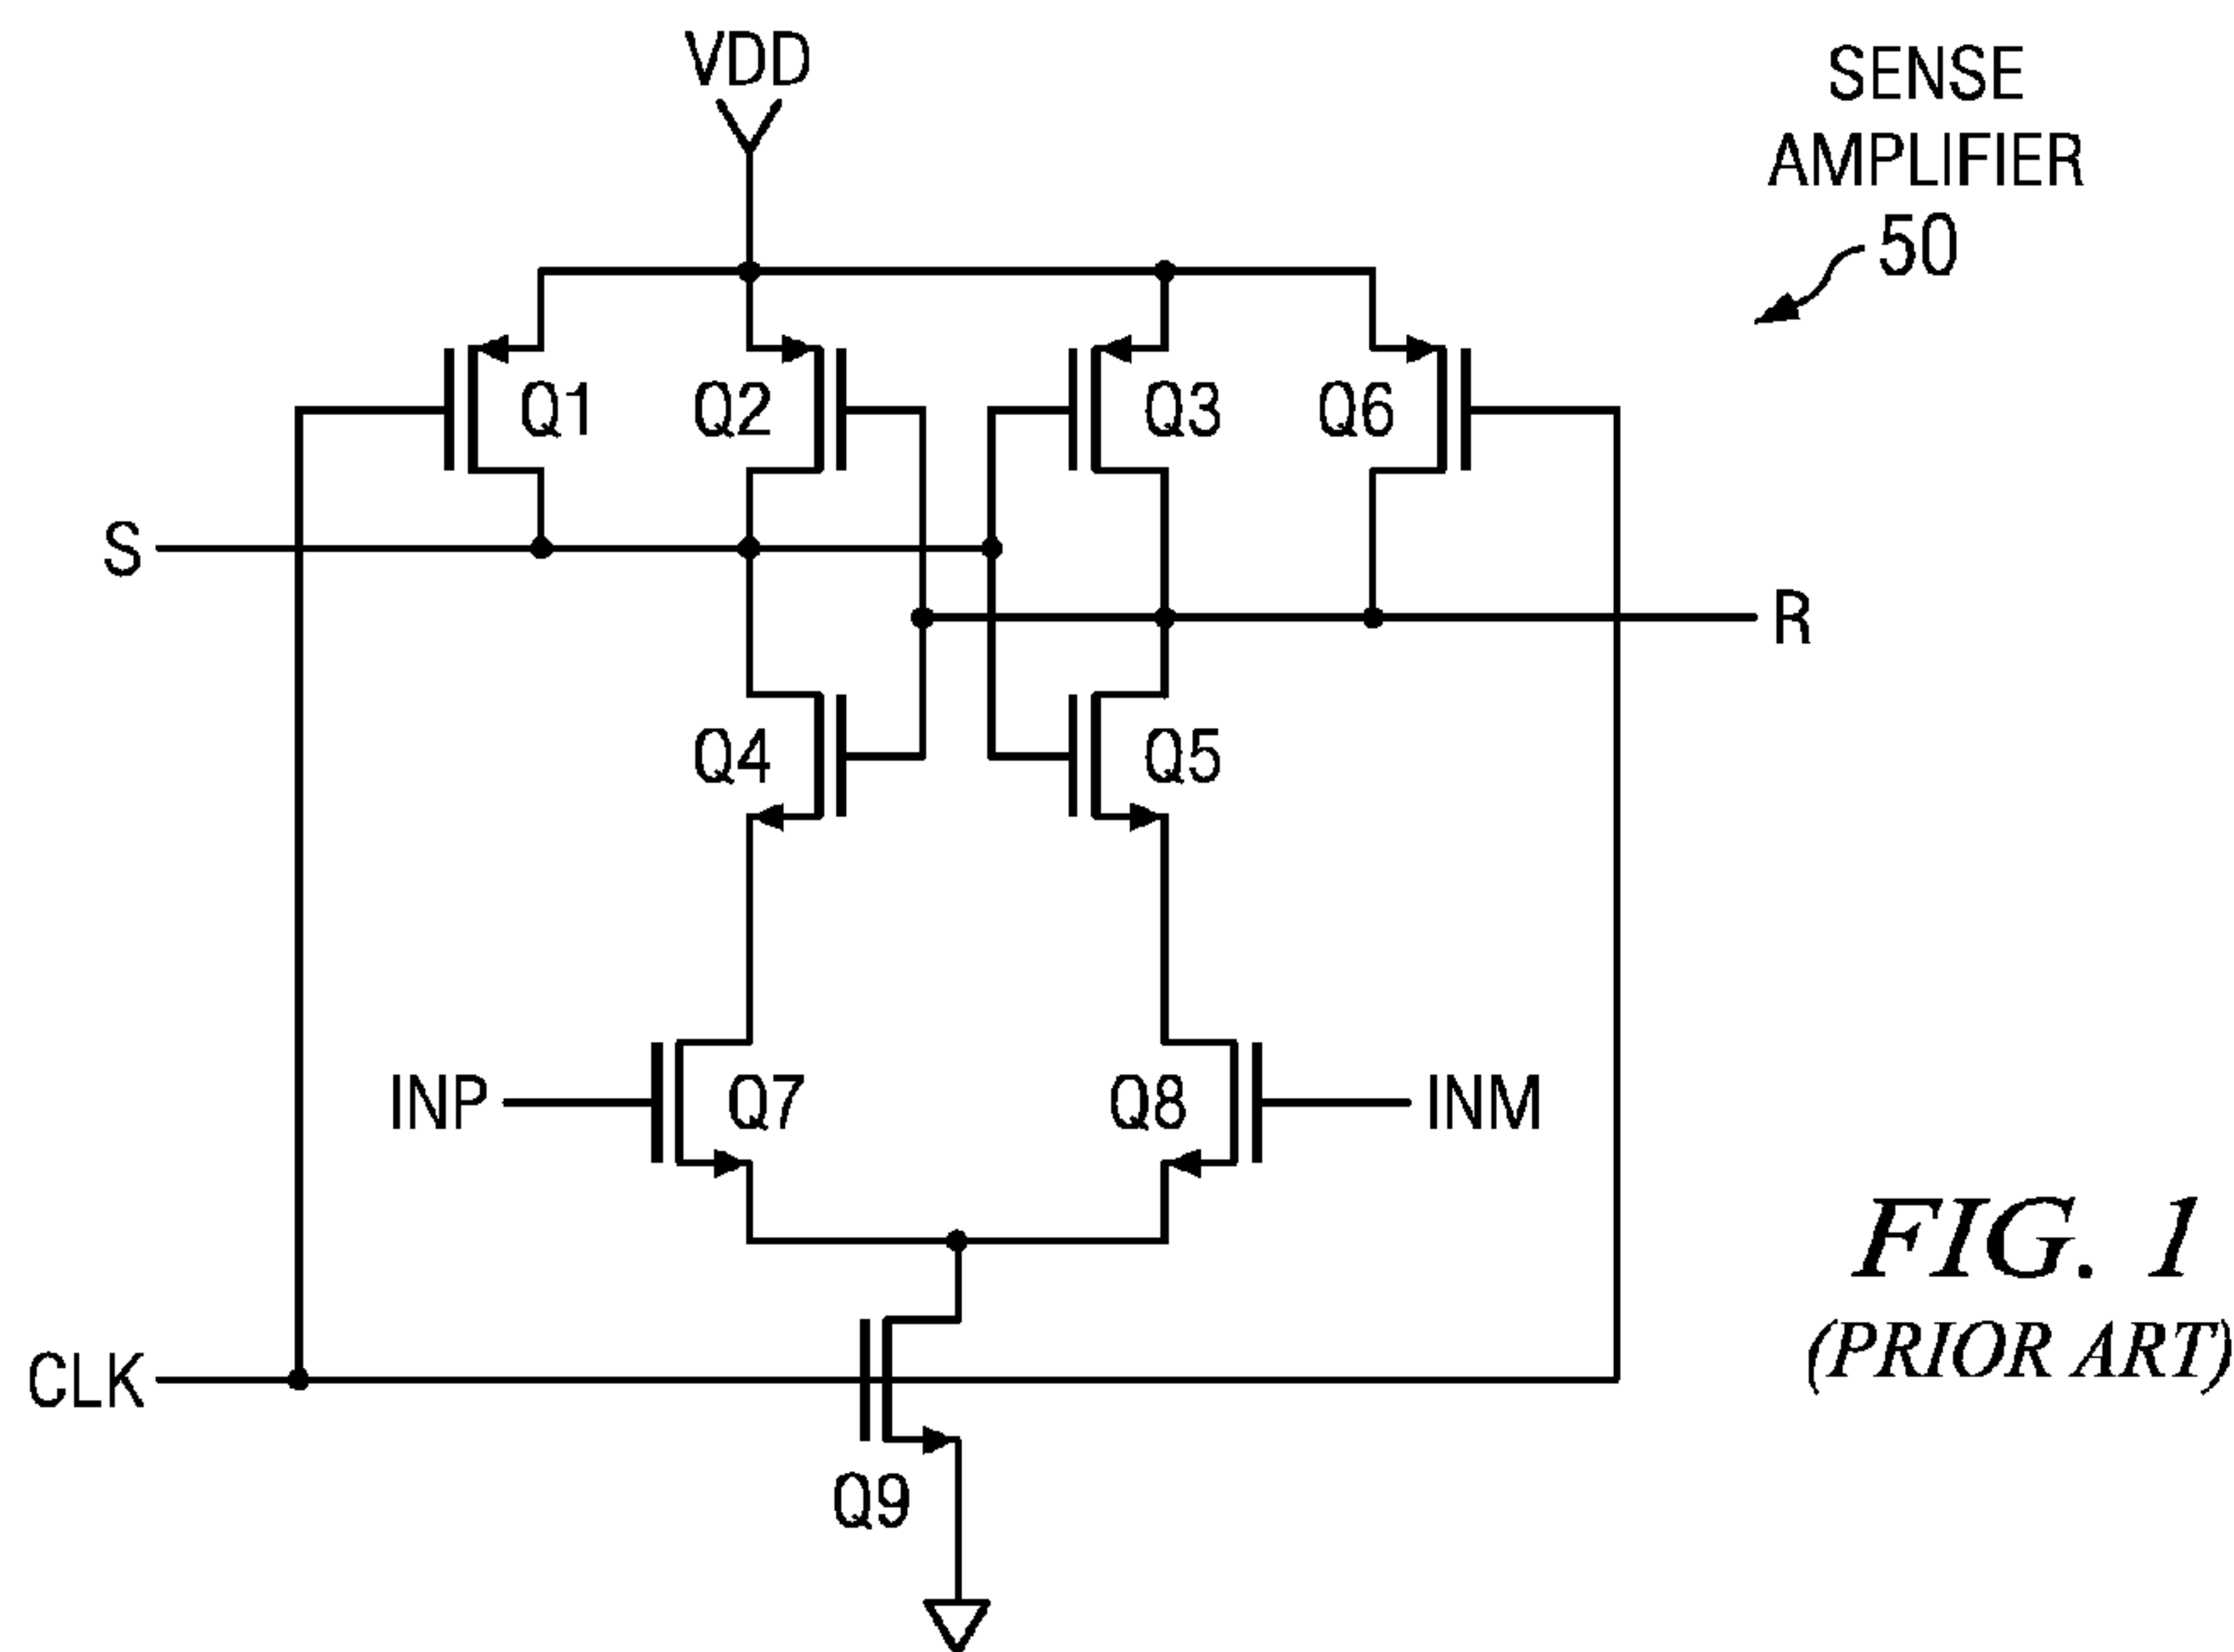 VDD
SENSE
AMPLIFIER
50
Q1
Q2
Q3
Q6
S
R
Q4
Q5
INP
Q7
Q8
INM
FIG. 1
(PRIOR ART)
CLK
Q9